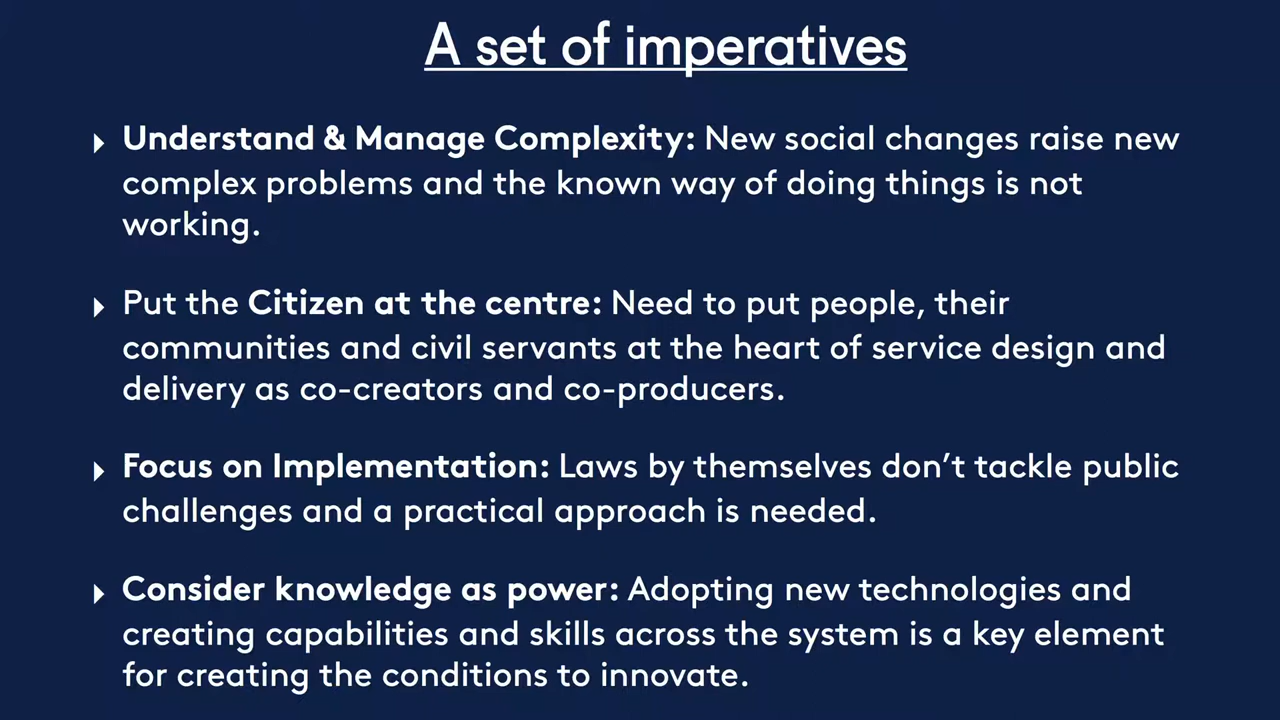 A set of imperatives
Understand & Manage Complexity: New social changes raise new
complex problems and the known way of doing things is not
working.
Put the Citizen at the centre: Need to put people, their
communities and civil servants at the heart of service design and
delivery as co-creators and co-producers.
Focus on Implementation: Laws by themselves don’t tackle public
challenges and a practical approach is needed.
Consider knowledge as power: Adopting new technologies and
creating capabilities and skills across the system is a key element
for creating the conditions to innovate.